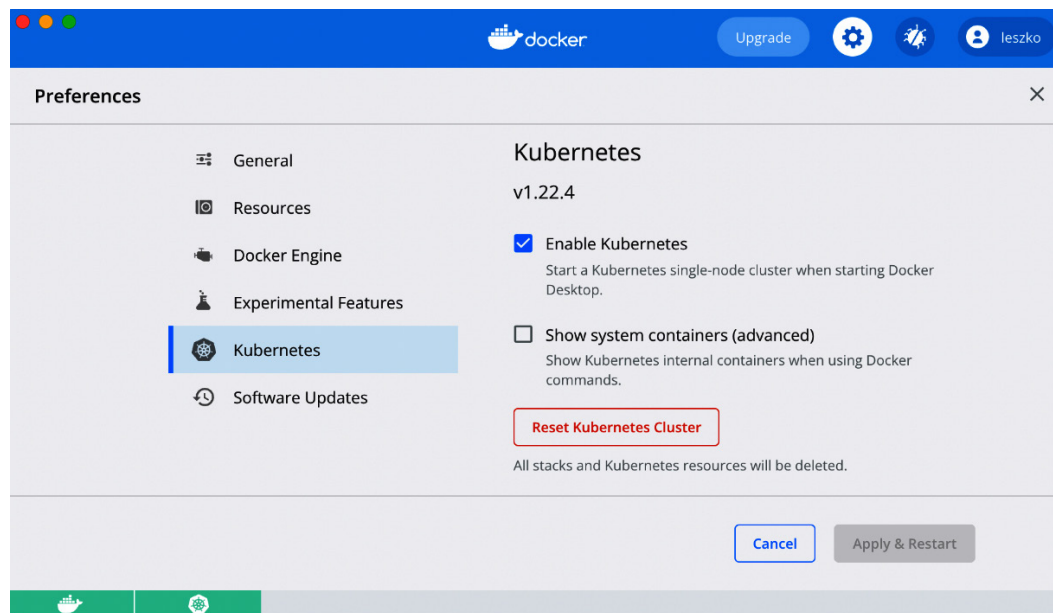 docker
Upgrade
leszko
Preferences
General
Resources
Docker Engine
Experimental Features
Kubernetes
Software Updates
Kubernetes
v1.22.4
Enable Kubernetes
Start a Kubernetes single-node cluster when starting Docker
Desktop.
Show system containers (advanced)
Show Kubernetes internal containers when using Docker
commands.
Reset Kubernetes Cluster
All stacks and Kubernetes resources will be deleted.
Cancel
Apply & Restart